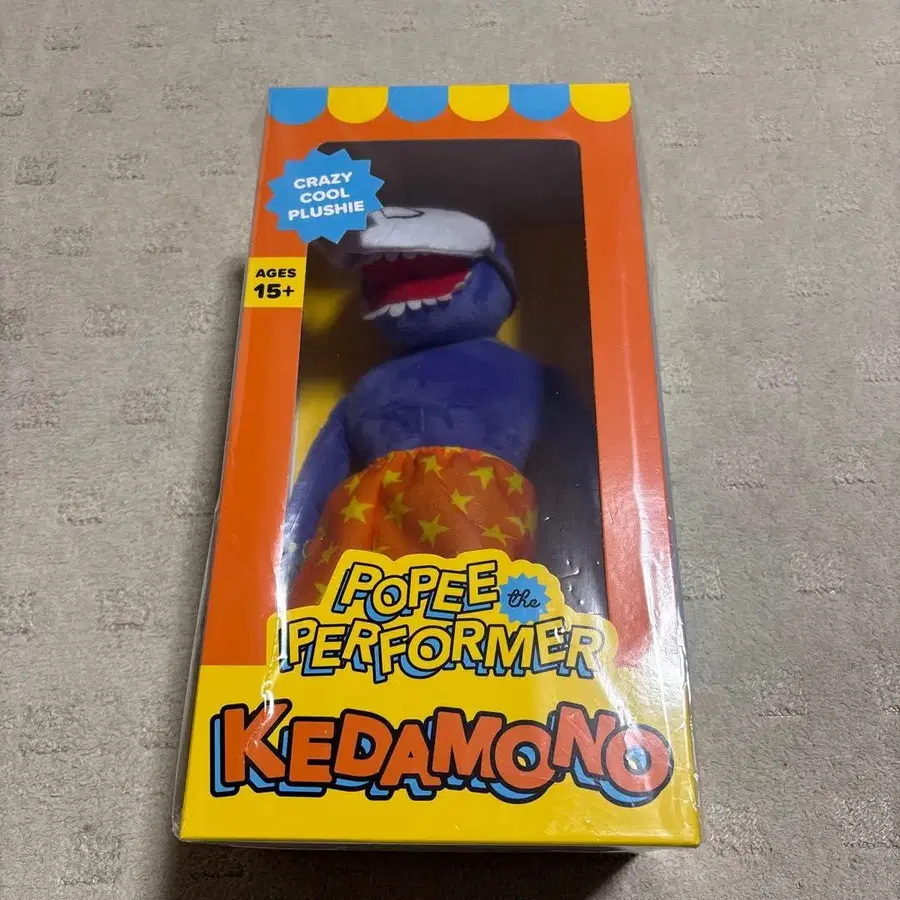 CRAZY
COOL
PLUSHIE
AGES
15+
POPEE the
PERFORMER
KEDAMONO